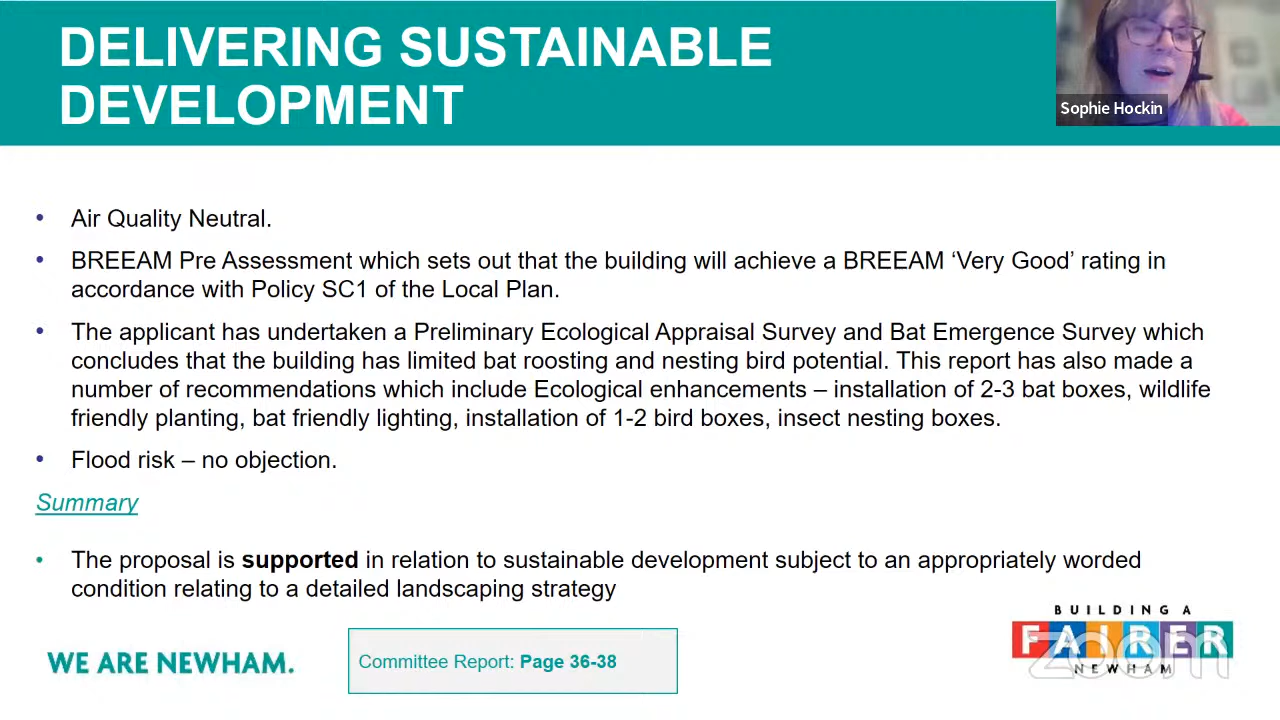 DELIVERING SUSTAINABLE
DEVELOPMENT
Sophie Hockin
• Air Quality Neutral.
• BREEAM Pre Assessment which sets out that the building will achieve a BREEAM ‘Very Good’ rating in
accordance with Policy SC1 of the Local Plan.
• The applicant has undertaken a Preliminary Ecological Appraisal Survey and Bat Emergence Survey which
concludes that the building has limited bat roosting and nesting bird potential. This report has also made a
number of recommendations which include Ecological enhancements – installation of 2-3 bat boxes, wildlife
friendly planting, bat friendly lighting, installation of 1-2 bird boxes, insect nesting boxes.
• Flood risk – no objection.
Summary
• The proposal is supported in relation to sustainable development subject to an appropriately worded
condition relating to a detailed landscaping strategy
WE ARE NEWHAM.
Committee Report: Page 36-38
BUILDING A
FAIRER
NEWHAM
zoom